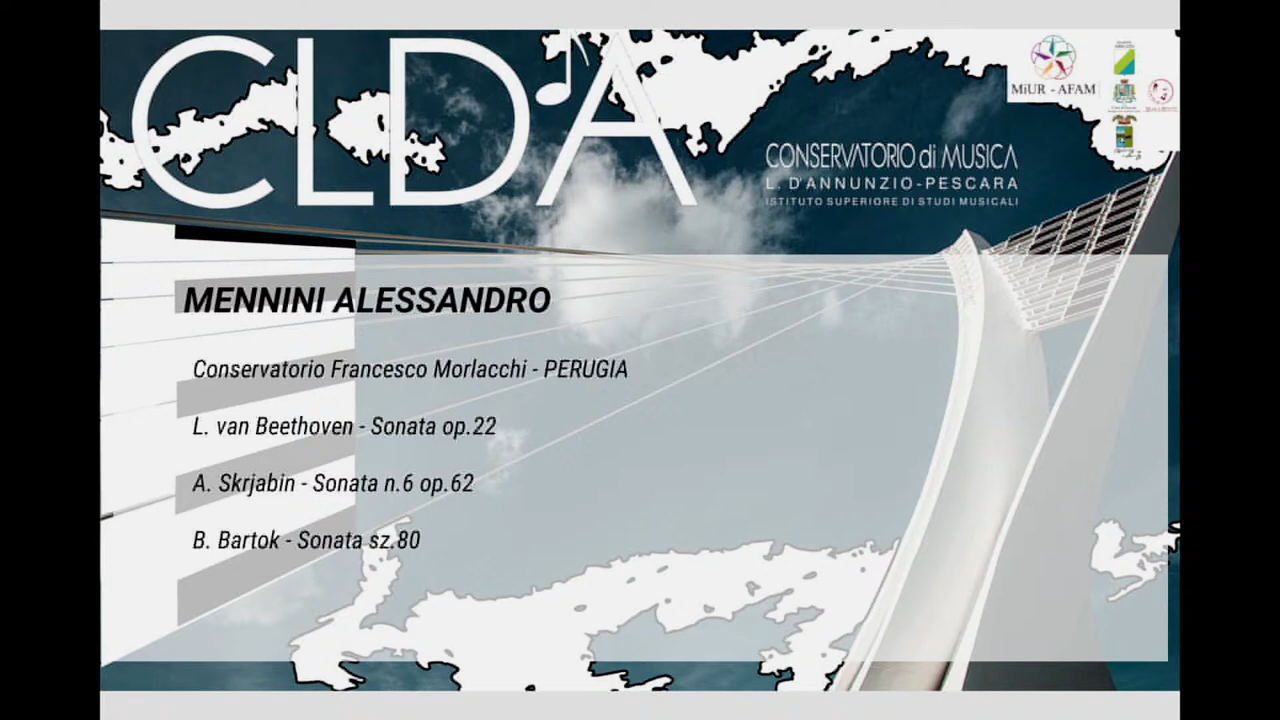 CLD'A
MiUR - AFAM
CONSERVATORIO di MUSICA
L. D'ANNUNZIO-PESCARA
ISTITUTO SUPERIORE DI STUDI MUSICALI
MENNINI ALESSANDRO
Conservatorio Francesco Morlacchi - PERUGIA
L. van Beethoven - Sonata op.22
A. Skrjabin - Sonata n.6 op.62
B. Bartok - Sonata sz.80